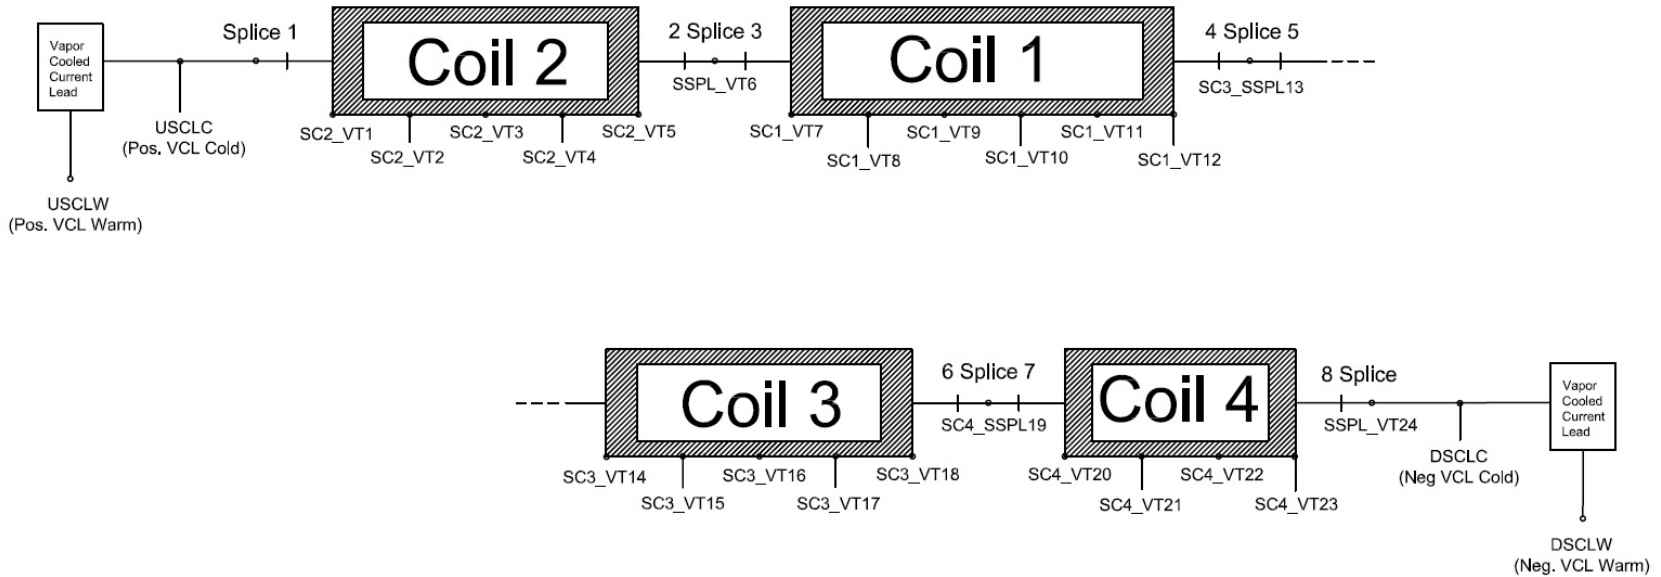 Vapor
Cooled
Current
Lead
USCLW
(Pos. VCL Warm)
USCLC
(Pos. VCL Cold)
Splice 1
Coil 2
SC2_VT1
SC2_VT2
SC2_VT3
SC2_VT4
SC2_VT5
2 Splice 3
SSPL_VT6
Coil 1
SC1_VT7
SC1_VT8
SC1_VT9
SC1_VT10
SC1_VT11
SC1_VT12
4 Splice 5
SC3_SSPL13
Coil 3
SC3_VT14
SC3_VT15
SC3_VT16
SC3_VT17
SC3_VT18
6 Splice 7
SC4_SSPL19
Coil 4
SC4_VT20
SC4_VT21
SC4_VT22
SC4_VT23
8 Splice
SSPL_VT24
DSCLC
(Neg VCL Cold)
Vapor
Cooled
Current
Lead
DSCLW
(Neg. VCL Warm)